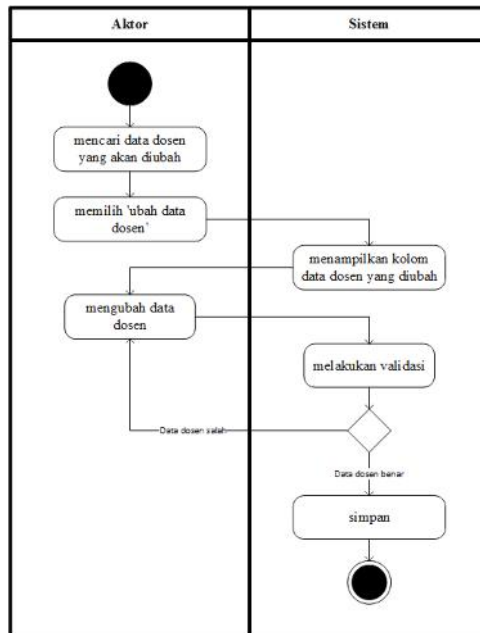 Aktor
Sistem
mencari data dosen
yang akan diubah
memilih 'ubah data
dosen'
menampilkan kolom
data dosen yang diubah
mengubah data
dosen
melakukan validasi
Data dosen salah
Data dosen benar
simpan